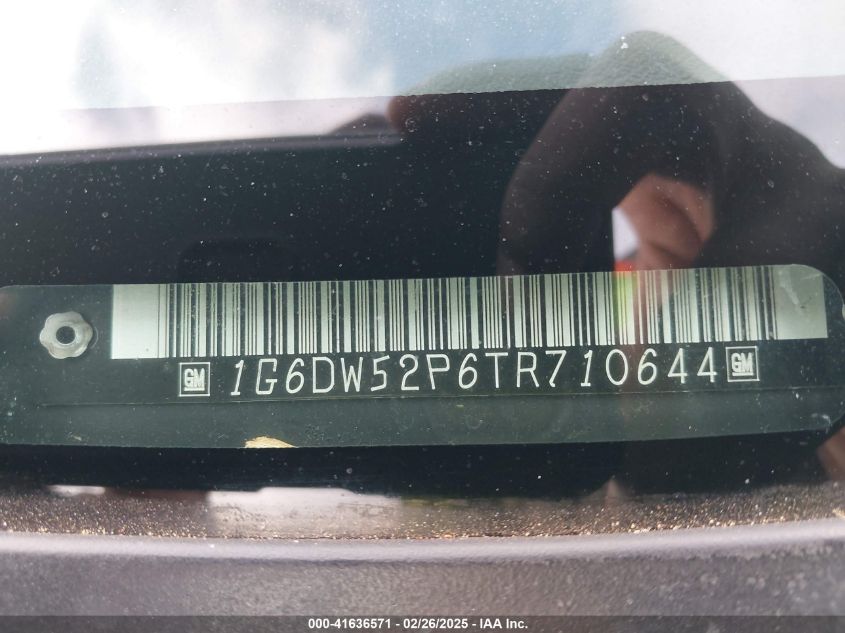 GM 1G6DW52P6TR710644 GM
000-41636571 - 02/26/2025 - IAA Inc.